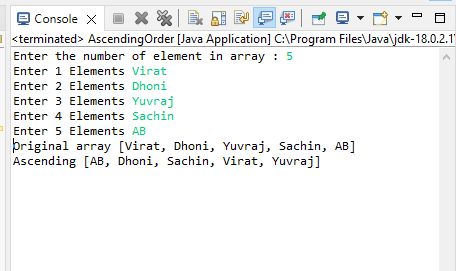 Console
<terminated> AscendingOrder [Java Application] C:\Program Files\Java\jdk-18.0.2.1\
Enter the number of element in array : 5
Enter 1 Elements Virat
Enter 2 Elements Dhoni
Enter 3 Elements Yuvraj
Enter 4 Elements Sachin
Enter 5 Elements AB
Original array [Virat, Dhoni, Yuvraj, Sachin, AB]
Ascending [AB, Dhoni, Sachin, Virat, Yuvraj]